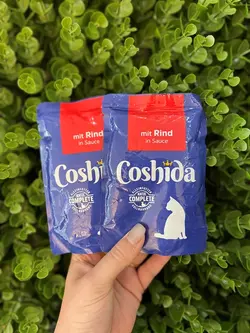 mit Rind
in Sauce
Coshida
COMPLETE
mit Rind
in Sauce
Coshida
COMPLETE